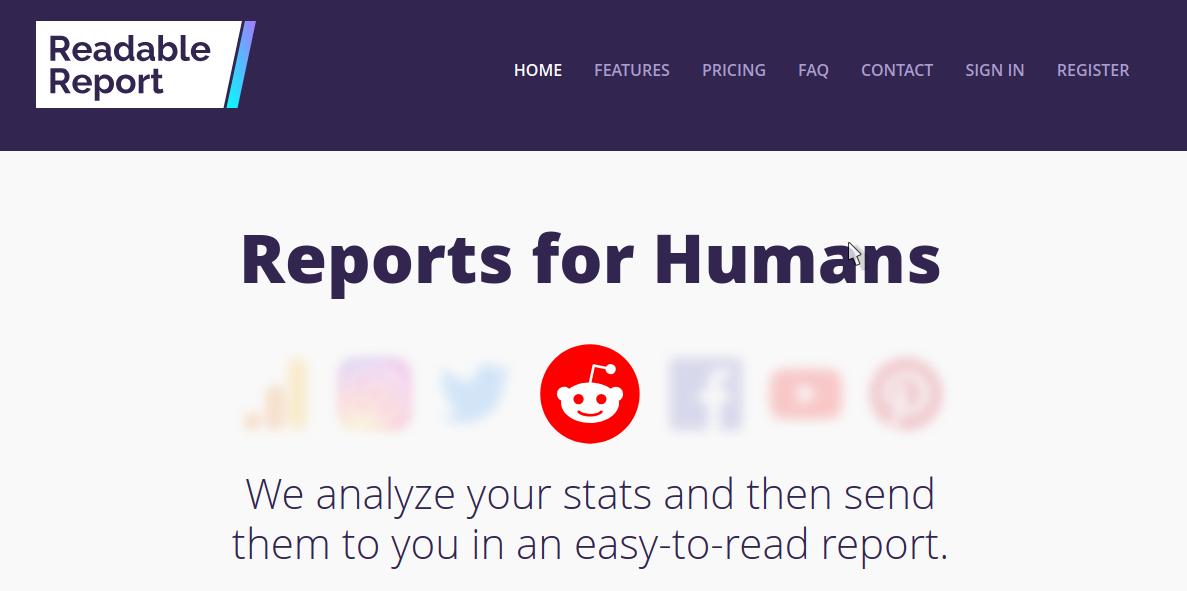 Readable
Report
HOME FEATURES PRICING FAQ CONTACT SIGN IN REGISTER
Reports for Humans
We analyze your stats and then send
them to you in an easy-to-read report.